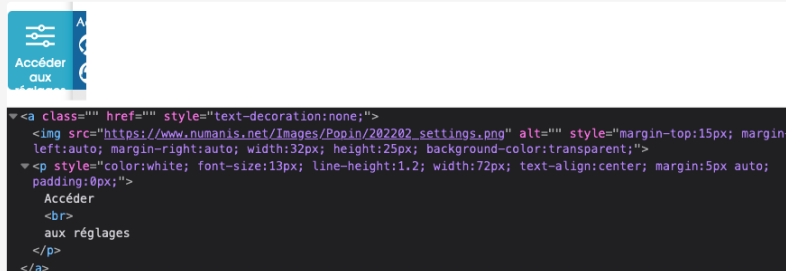 Accéder
aux
réglages
A
<a class="" href="" style="text-decoration:none;">
<img src="https://www.numanis.net/Images/Popin/202202_settings.png" alt="" style="margin-top:15px; margin-
left:auto; margin-right:auto; width:32px; height:25px; background-color:transparent;">
<p style="color:white; font-size:13px; line-height:1.2; width:72px; text-align:center; margin:5px auto;
padding:0px;">
Accéder
<br>
aux réglages
</p>
</a>